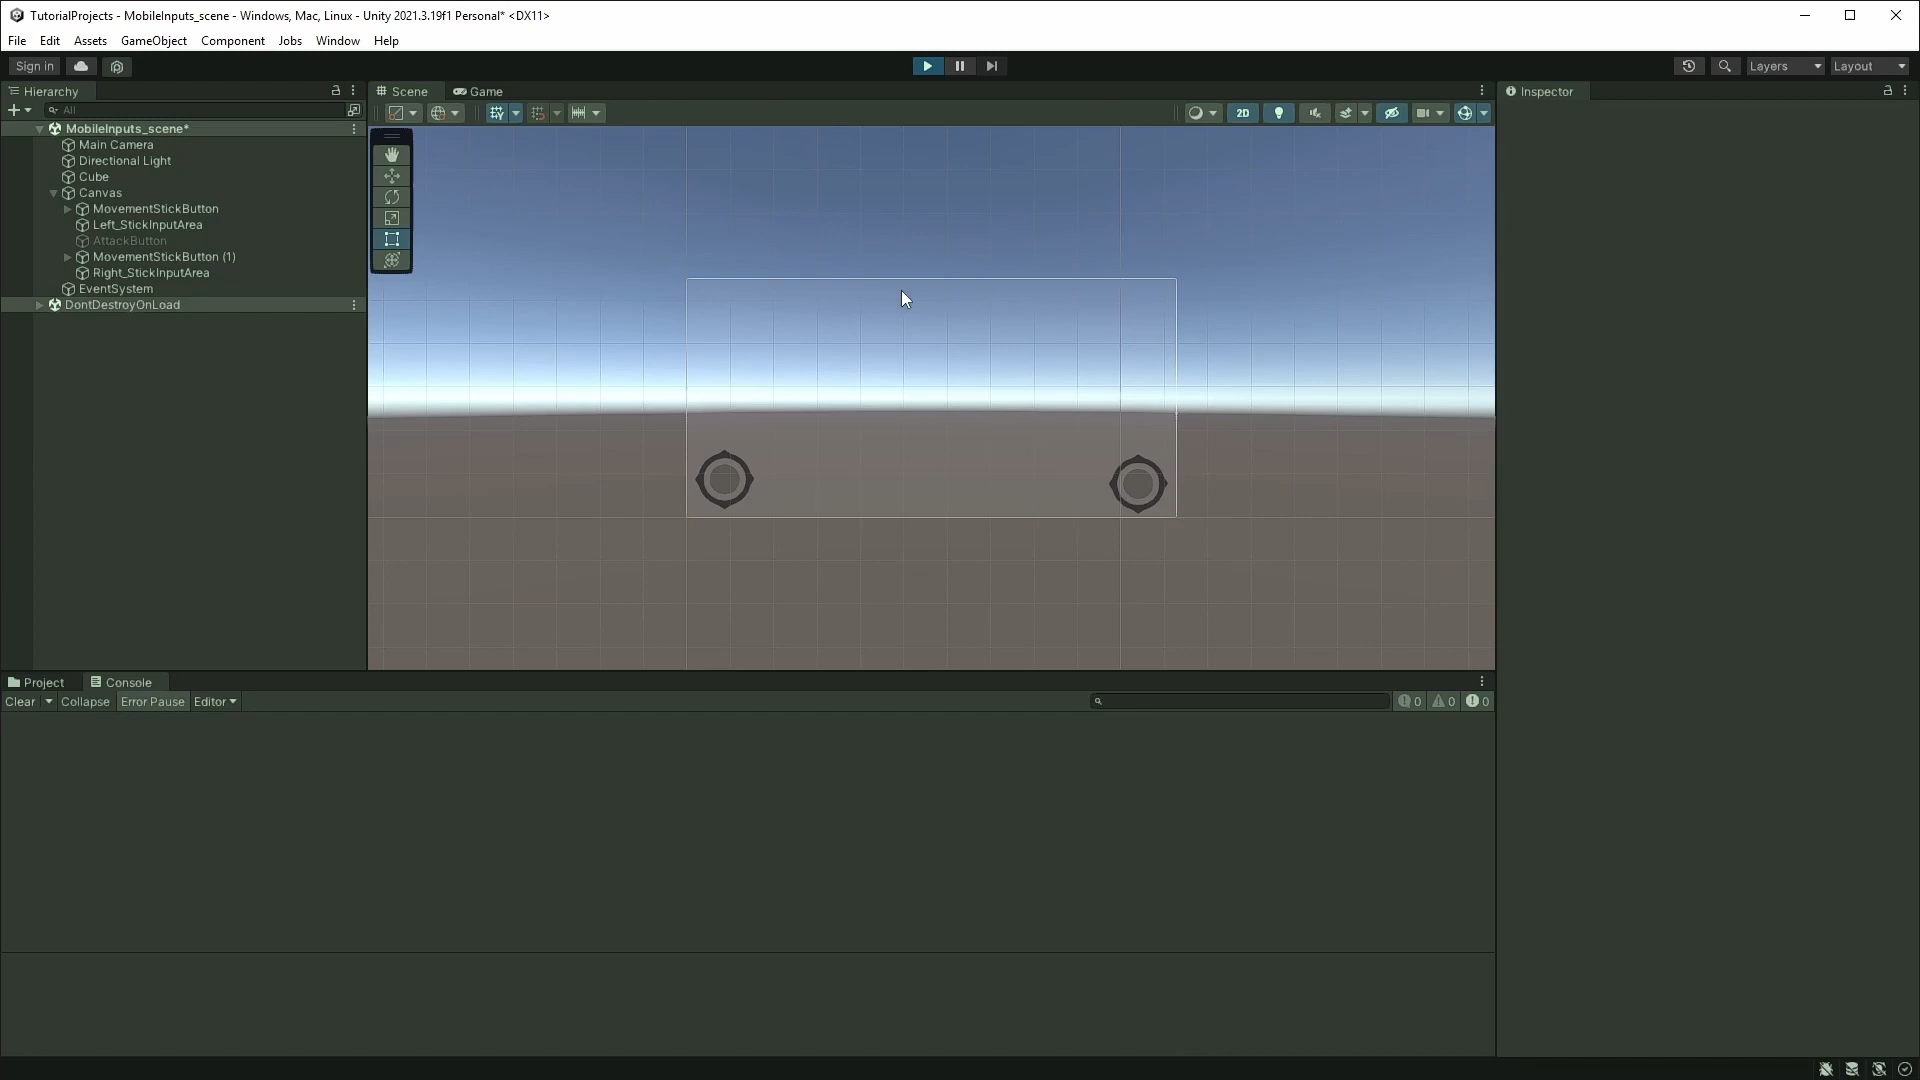 TutorialProjects - MobileInputs_scene - Windows, Mac, Linux - Unity 2021.3.19f1 Personal* <DX11>
File Edit Assets GameObject Component Jobs Window Help
Sign in Layers Layout
Hierarchy
All
MobileInputs_scene*
Main Camera
Directional Light
Cube
Canvas
MovementStickButton
Left_StickInputArea
AttackButton
MovementStickButton (1)
Right_StickInputArea
EventSystem
DontDestroyOnLoad
Scene Game
2D
Inspector
Project Console
Clear Collapse Error Pause Editor 0 0 0